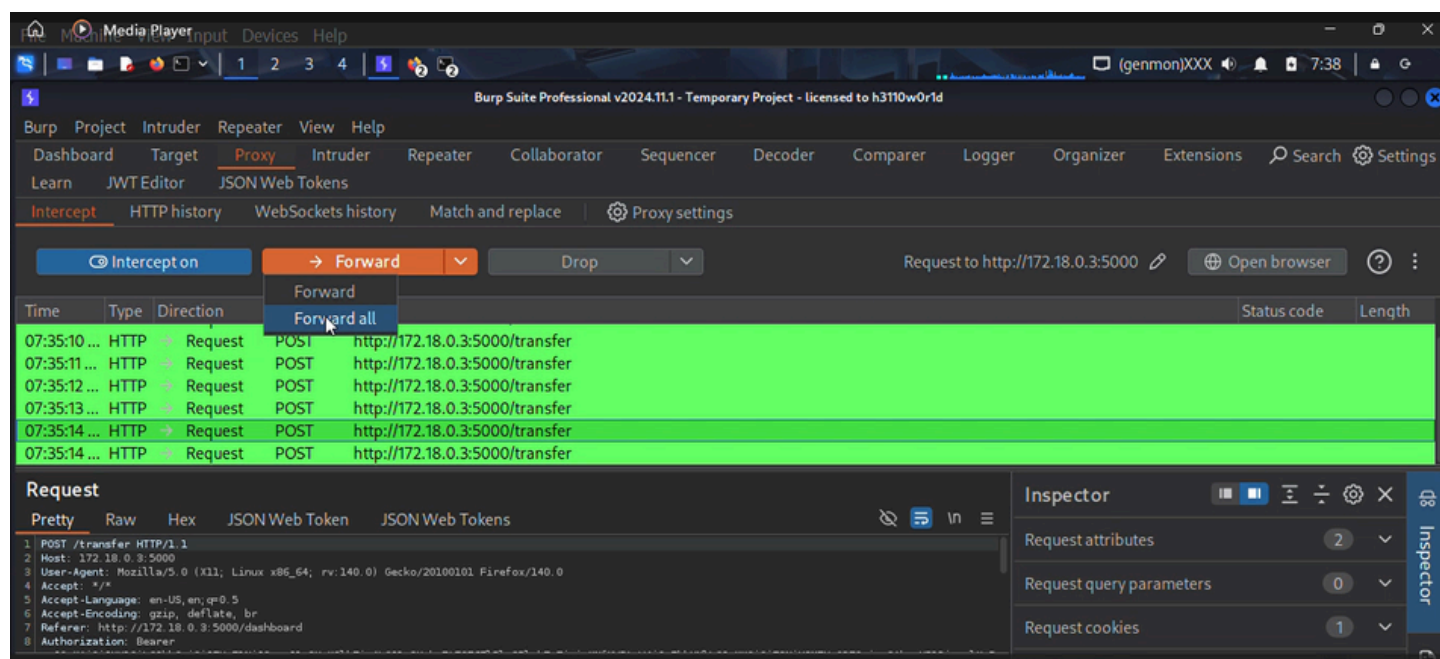 Media Player
File Machine View Input Devices Help
1 2 3 4 2 2 (genmon)XXX 7:38
Burp Suite Professional v2024.11.1 - Temporary Project - licensed to h3110w0r1d
Burp Project Intruder Repeater View Help
Dashboard Target Proxy Intruder Repeater Collaborator Sequencer Decoder Comparer Logger Organizer Extensions Search Settings
Learn JWT Editor JSON Web Tokens
Intercept HTTP history WebSockets history Match and replace Proxy settings
Intercept on → Forward Drop Request to http://172.18.0.3:5000 Open browser ?
Forward
Forward all
Time Type Direction Status code Length
07:35:10 ... HTTP → Request POST http://172.18.0.3:5000/transfer
07:35:11 ... HTTP → Request POST http://172.18.0.3:5000/transfer
07:35:12 ... HTTP → Request POST http://172.18.0.3:5000/transfer
07:35:13 ... HTTP → Request POST http://172.18.0.3:5000/transfer
07:35:14 ... HTTP → Request POST http://172.18.0.3:5000/transfer
07:35:14 ... HTTP → Request POST http://172.18.0.3:5000/transfer
Request
Pretty Raw Hex JSON Web Token JSON Web Tokens \n
1 POST /transfer HTTP/1.1
2 Host: 172.18.0.3:5000
3 User-Agent: Mozilla/5.0 (X11; Linux x86_64; rv:140.0) Gecko/20100101 Firefox/140.0
4 Accept: */*
5 Accept-Language: en-US,en;q=0.5
6 Accept-Encoding: gzip, deflate, br
7 Referer: http://172.18.0.3:5000/dashboard
8 Authorization: Bearer
Inspector
Request attributes 2
Request query parameters 0
Request cookies 1
Inspector